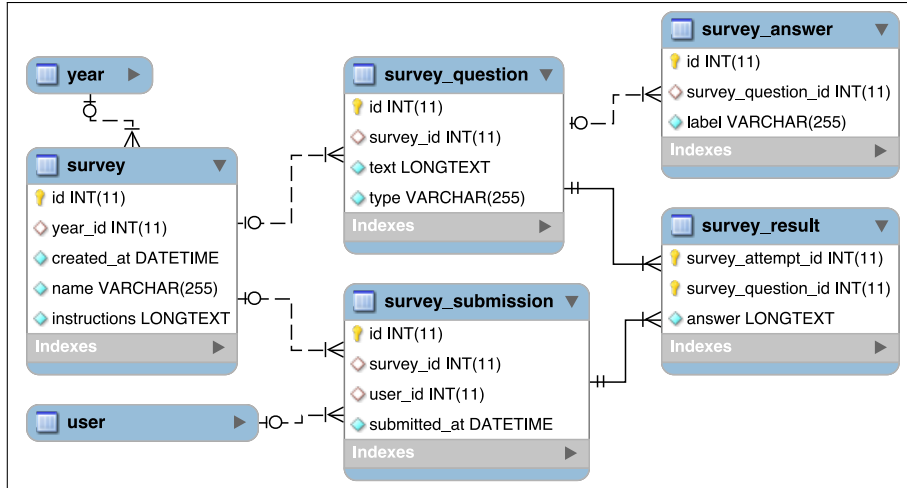 year
survey
id INT(11)
year_id INT(11)
created_at DATETIME
name VARCHAR(255)
instructions LONGTEXT
Indexes
user
survey_question
id INT(11)
survey_id INT(11)
text LONGTEXT
type VARCHAR(255)
Indexes
survey_submission
id INT(11)
survey_id INT(11)
user_id INT(11)
submitted_at DATETIME
Indexes
survey_answer
id INT(11)
survey_question_id INT(11)
label VARCHAR(255)
Indexes
survey_result
survey_attempt_id INT(11)
survey_question_id INT(11)
answer LONGTEXT
Indexes